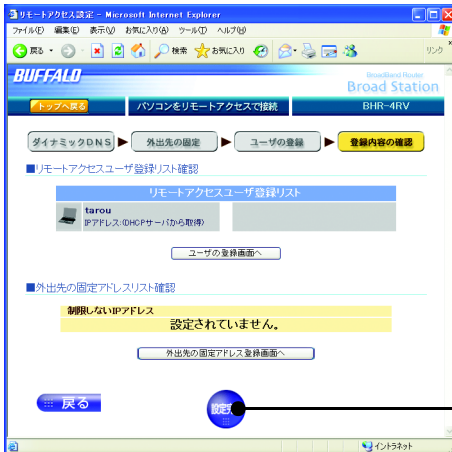 リモートアクセス設定 - Microsoft Internet Explorer
ファイル(F) 編集(E) 表示(V) お気に入り(A) ツール(T) ヘルプ(H)
戻る 検索 お気に入り リンク
BUFFALO
BroadBand Router
Broad Station
トップへ戻る パソコンをリモートアクセスで接続 BHR-4RV
ダイナミックDNS 外出先の固定 ユーザの登録 登録内容の確認
■リモートアクセスユーザ登録リスト確認
リモートアクセスユーザ登録リスト
tarou
IPアドレス:(DHCPサーバから取得)
ユーザの登録画面へ
■外出先の固定アドレスリスト確認
制限しないIPアドレス
設定されていません。
外出先の固定アドレス登録画面へ
戻る 設定
イントラネット